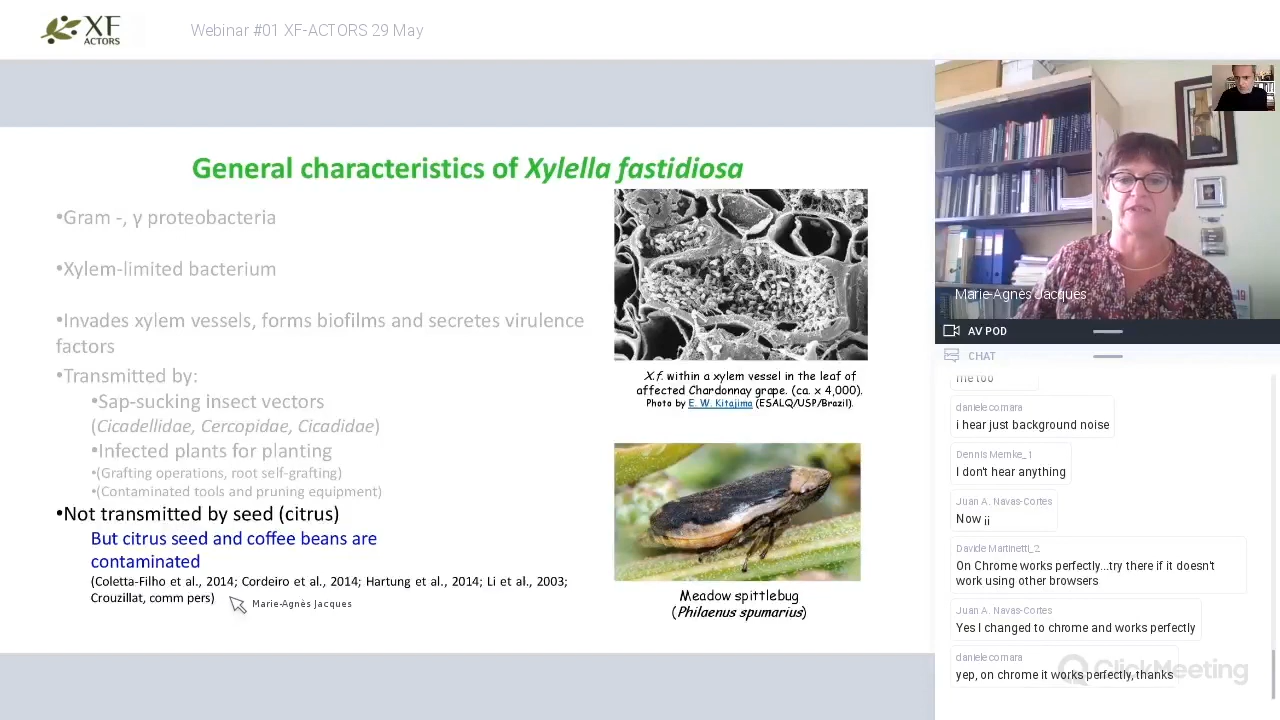 XF
ACTORS
Webinar #01 XF-ACTORS 29 May
General characteristics of Xylella fastidiosa
•Gram -, γ proteobacteria
•Xylem-limited bacterium
•Invades xylem vessels, forms biofilms and secretes virulence
factors
•Transmitted by:
•Sap-sucking insect vectors
(Cicadellidae, Cercopidae, Cicadidae)
•Infected plants for planting
•(Grafting operations, root self-grafting)
•(Contaminated tools and pruning equipment)
•Not transmitted by seed (citrus)
But citrus seed and coffee beans are
contaminated
(Coletta-Filho et al., 2014; Cordeiro et al., 2014; Hartung et al., 2014; Li et al., 2003;
Crouzillat, comm pers)
Marie-Agnès Jacques
X.f. within a xylem vessel in the leaf of
affected Chardonnay grape. (ca. x 4,000).
Photo by E. W. Kitajima (ESALQ/USP/Brazil).
Meadow spittlebug
(Philaenus spumarius)
Marie-Agnès Jacques
AV POD
CHAT
me too
danielecornara
i hear just background noise
Dennis Mernke_1
I don't hear anything
Juan A. Navas-Cortes
Now ¡¡
Davide Martinetti_2
On Chrome works perfectly...try there if it doesn't
work using other browsers
Juan A. Navas-Cortes
Yes I changed to chrome and works perfectly
danielecornara
yep, on chrome it works perfectly, thanks
ClickMeeting